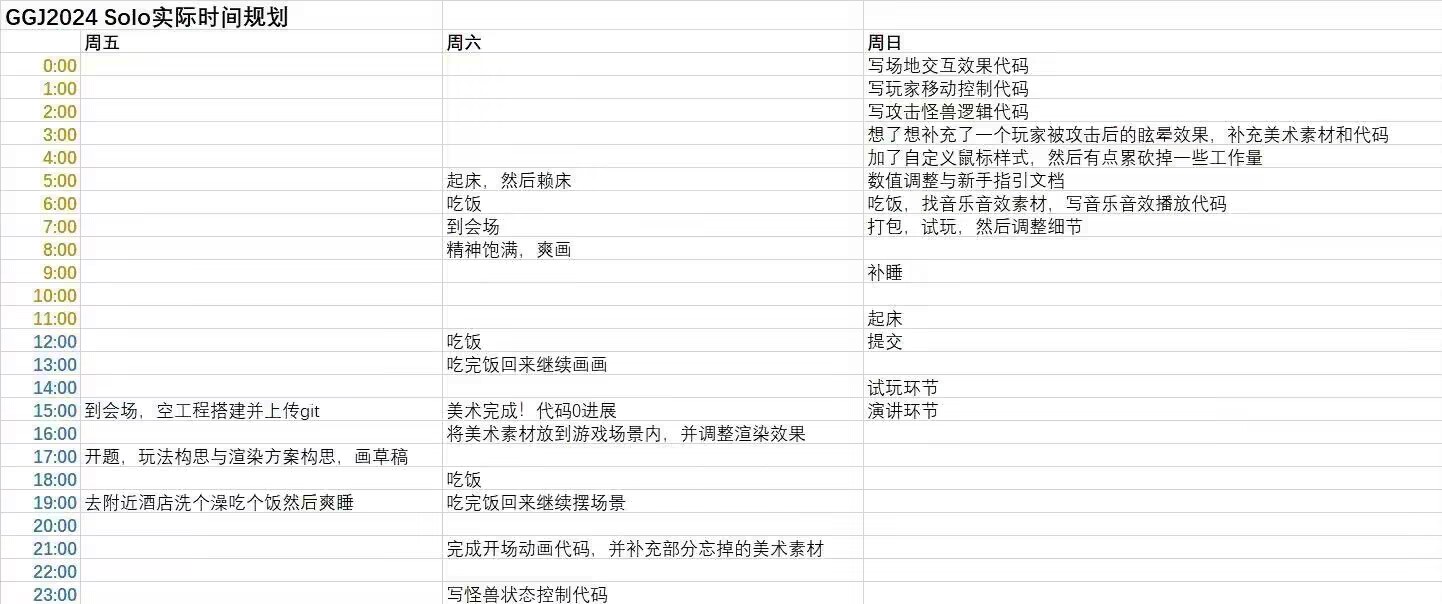 GGJ2024 Solo实际时间规划
周五 周六 周日
0:00 写场地交互效果代码
1:00 写玩家移动控制代码
2:00 写攻击怪兽逻辑代码
3:00 想了想补充了一个玩家被攻击后的眩晕效果，补充美术素材和代码
4:00 加了自定义鼠标样式，然后有点累砍掉一些工作量
5:00 起床，然后赖床 数值调整与新手指引文档
6:00 吃饭 吃饭，找音乐音效素材，写音乐音效播放代码
7:00 到会场 打包，试玩，然后调整细节
8:00 精神饱满，爽画
9:00 补睡
10:00
11:00 起床
12:00 吃饭 提交
13:00 吃完饭回来继续画画
14:00 试玩环节
15:00 到会场，空工程搭建并上传git 美术完成！代码0进展 演讲环节
16:00 将美术素材放到游戏场景内，并调整渲染效果
17:00 开题，玩法构思与渲染方案构思，画草稿
18:00 吃饭
19:00 去附近酒店洗个澡吃个饭然后爽睡 吃完饭回来继续摆场景
20:00
21:00 完成开场动画代码，并补充部分忘掉的美术素材
22:00
23:00 写怪兽状态控制代码